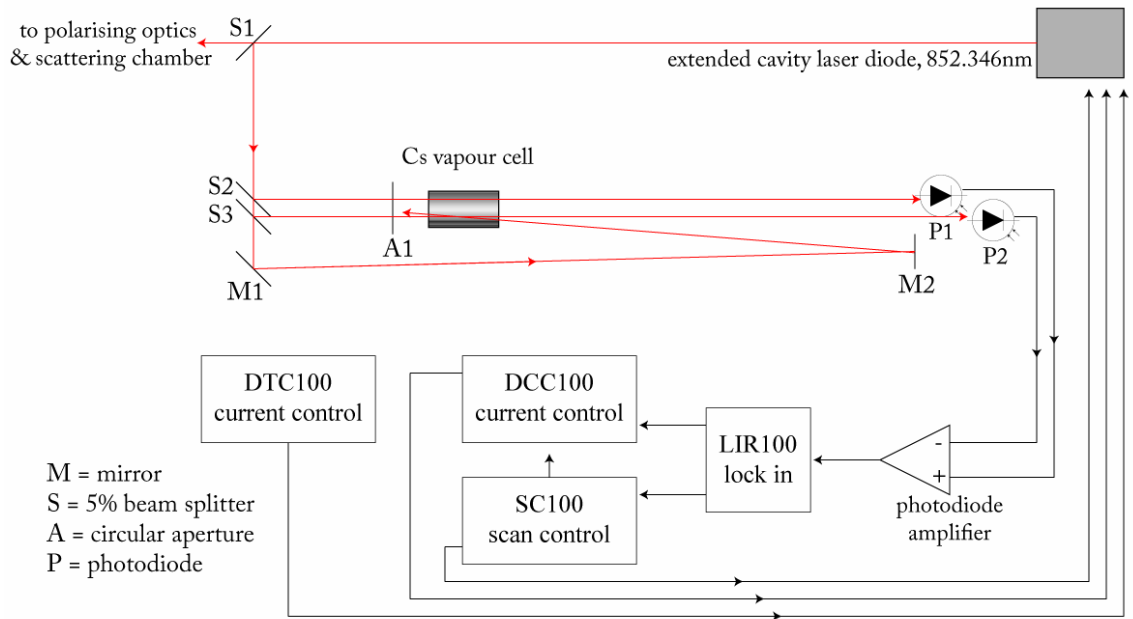 to polarising optics
& scattering chamber
S1
extended cavity laser diode, 852.346nm
Cs vapour cell
S2
S3
A1
M1
M2
P1
P2
DTC100
current control
DCC100
current control
LIR100
lock in
SC100
scan control
-
+
photodiode
amplifier
M = mirror
S = 5% beam splitter
A = circular aperture
P = photodiode